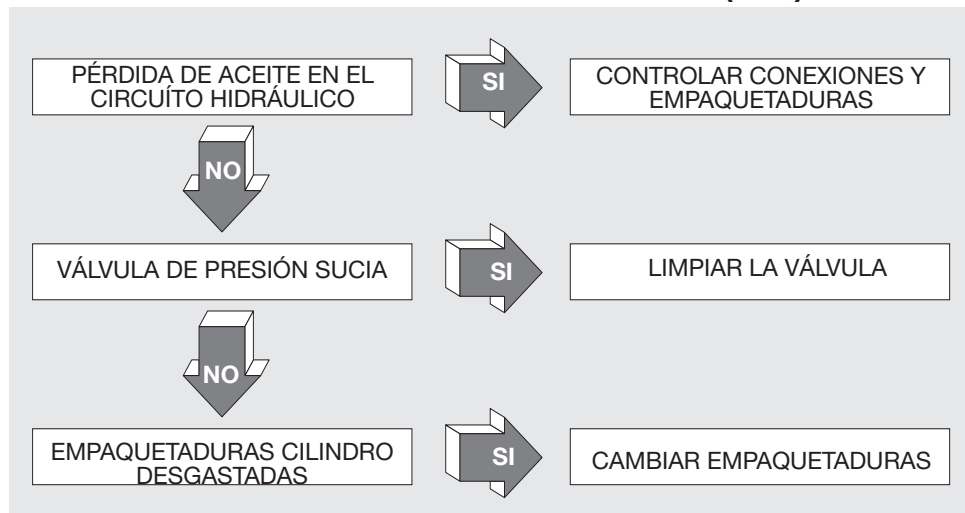 PÉRDIDA DE ACEITE EN EL
CIRCUÍTO HIDRÁULICO
SI
CONTROLAR CONEXIONES Y
EMPAQUETADURAS
NO
VÁLVULA DE PRESIÓN SUCIA
SI
LIMPIAR LA VÁLVULA
NO
EMPAQUETADURAS CILINDRO
DESGASTADAS
SI
CAMBIAR EMPAQUETADURAS